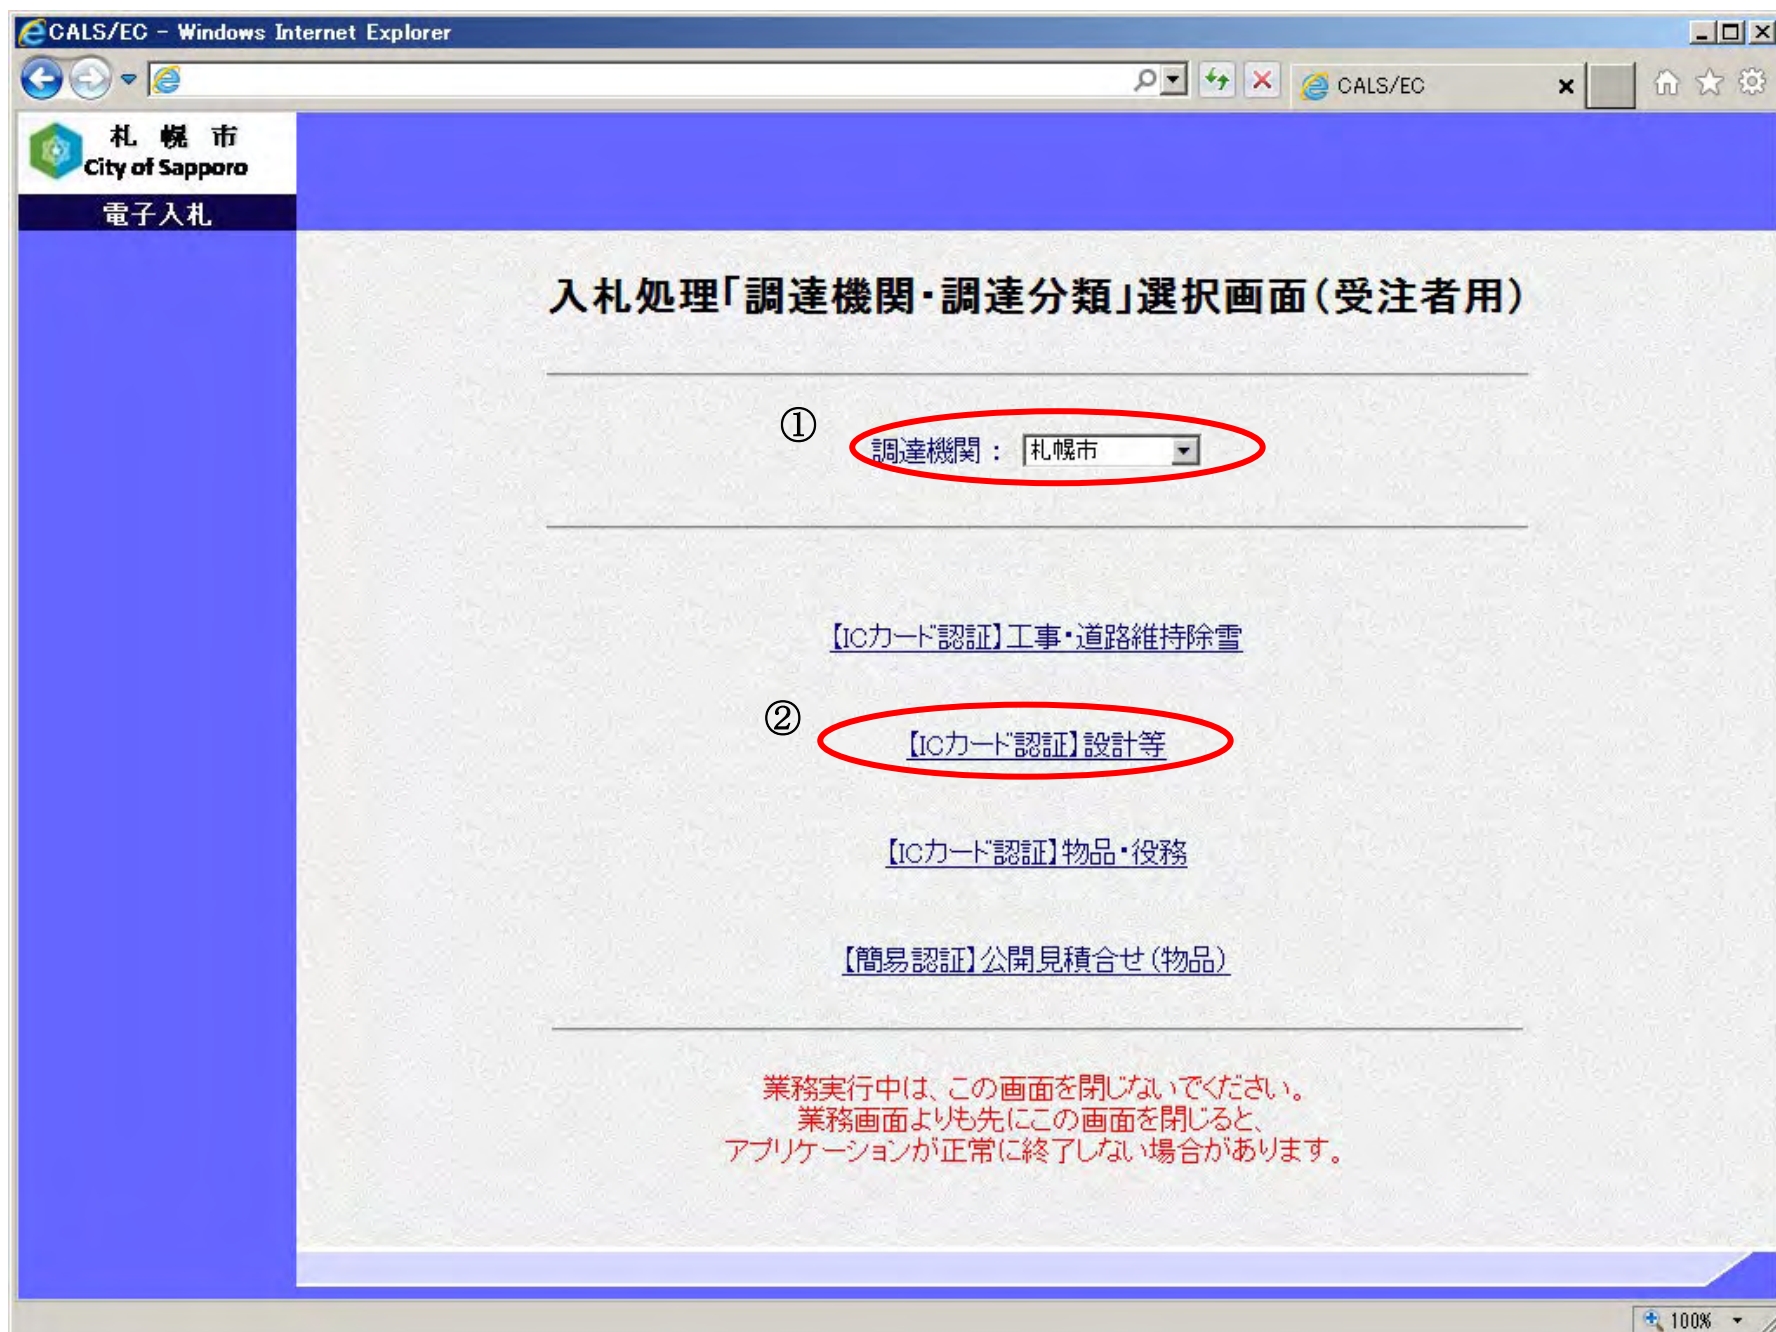 CALS/EC - Windows Internet Explorer
CALS/EC
札幌市
City of Sapporo
電子入札
入札処理「調達機関・調達分類」選択画面(受注者用)
①
調達機関： 札幌市
【ICカード認証】工事・道路維持除雪
②
【ICカード認証】設計等
【ICカード認証】物品・役務
【簡易認証】公開見積合せ(物品)
業務実行中は、この画面を閉じないでください。
業務画面よりも先にこの画面を閉じると、
アプリケーションが正常に終了しない場合があります。
100%